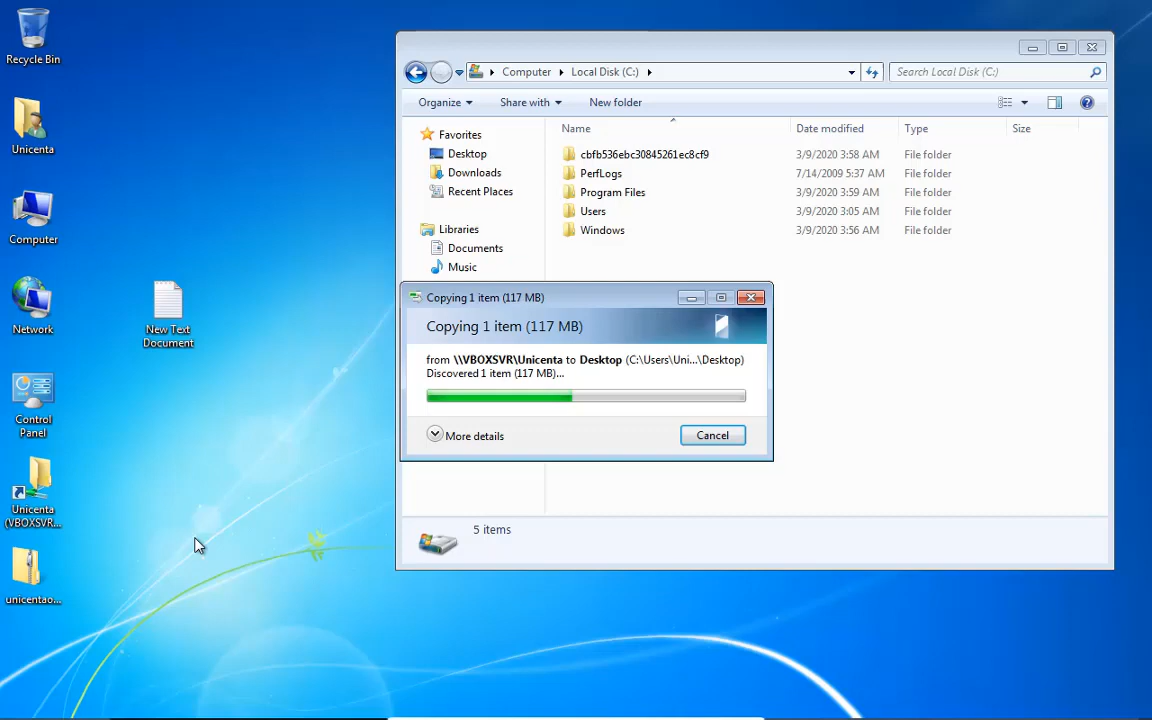 Recycle Bin
Unicenta
Computer
Network
Control
Panel
Unicenta
(VBOXSVR...
unicentao...
New Text
Document
Computer
Local Disk (C:)
Search Local Disk (C:)
Organize
Share with
New folder
Name
Date modified
Type
Size
Favorites
Desktop
Downloads
Recent Places
Libraries
Documents
Music
cbfb536ebc30845261ec8cf9 3/9/2020 3:58 AM File folder
PerfLogs 7/14/2009 5:37 AM File folder
Program Files 3/9/2020 3:59 AM File folder
Users 3/9/2020 3:05 AM File folder
Windows 3/9/2020 3:56 AM File folder
Copying 1 item (117 MB)
Copying 1 item (117 MB)
from \\VBOXSVR\Unicenta to Desktop (C:\Users\Uni...\Desktop)
Discovered 1 item (117 MB)...
More details
Cancel
5 items